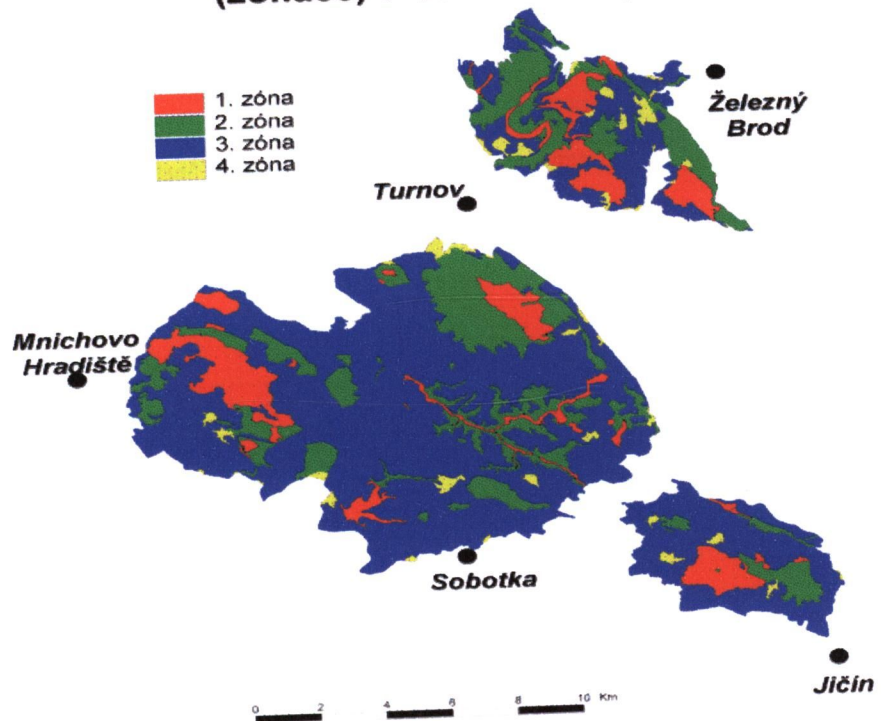 1. zóna
2. zóna
3. zóna
4. zóna
Železný
Brod
Turnov
Mnichovo
Hradiště
Sobotka
Jičín
0 2 4 6 8 10 Km